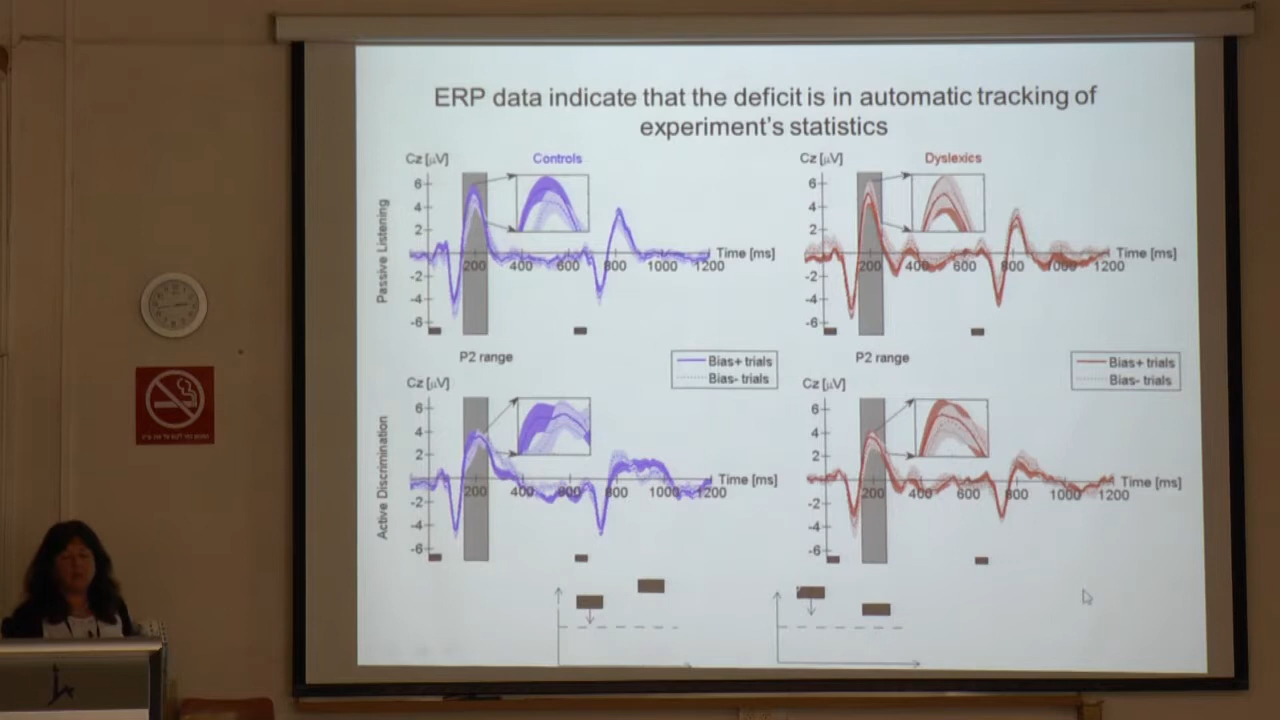 ERP data indicate that the deficit is in automatic tracking of
experiment's statistics
Cz [µV]
Controls
Passive Listening
6
4
2
-2
-4
-6
200
400
600
800
1000
1200
Time [ms]
P2 range
Bias+ trials
Bias- trials
Cz [µV]
Dyslexics
6
4
2
-2
-4
-6
200
400
600
800
1000
1200
Time [ms]
P2 range
Bias+ trials
Bias- trials
Cz [µV]
Active Discrimination
6
4
2
-2
-4
-6
200
400
600
800
1000
1200
Time [ms]
Cz [µV]
6
4
2
-2
-4
-6
200
400
600
800
1000
1200
Time [ms]